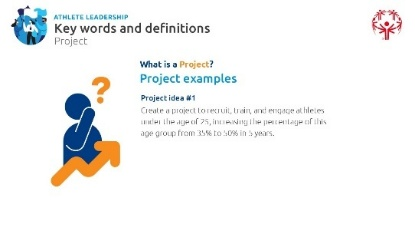 ATHLETE LEADERSHIP
Key words and definitions
Project
What is a Project?
Project examples
Project idea #1
Create a project to recruit, train, and engage athletes
under the age of 25, increasing the percentage of this
age group from 35% to 50% in 5 years.
?